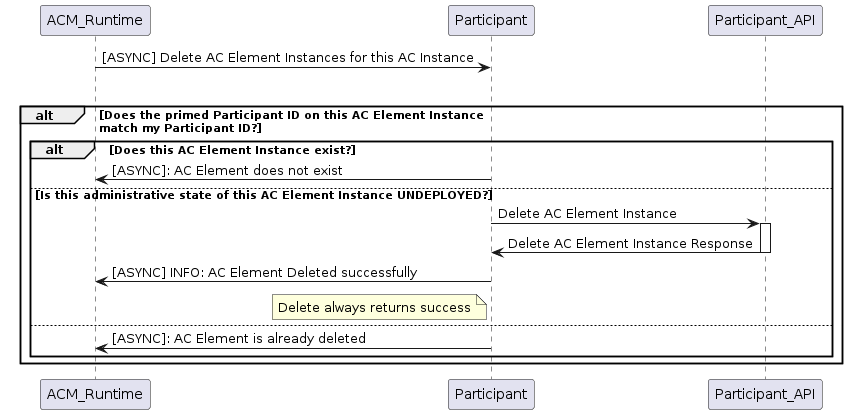 ACM_Runtime
Participant
Participant_API
[ASYNC] Delete AC Element Instances for this AC Instance
alt
[Does the primed Participant ID on this AC Element Instance
match my Participant ID?]
alt
[Does this AC Element Instance exist?]
[ASYNC]: AC Element does not exist
[Is this administrative state of this AC Element Instance UNDEPLOYED?]
Delete AC Element Instance
Delete AC Element Instance Response
[ASYNC] INFO: AC Element Deleted successfully
Delete always returns success
[ASYNC]: AC Element is already deleted
ACM_Runtime
Participant
Participant_API